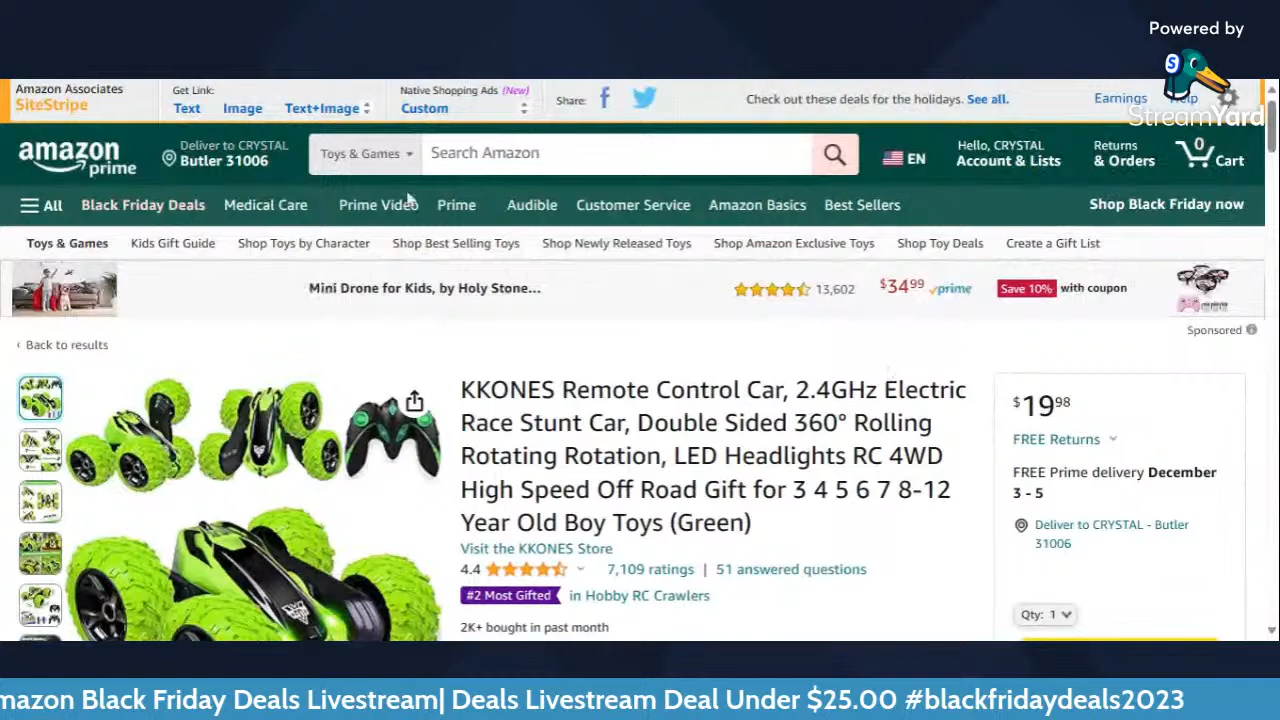 Powered by
S
StreamYard
Amazon Associates
SiteStripe
Get Link:
Text Image Text+Image
Native Shopping Ads (New)
Custom
Share:
Check out these deals for the holidays. See all.
Earnings Help
amazon prime
Deliver to CRYSTAL
Butler 31006
Toys & Games
Search Amazon
EN
Hello, CRYSTAL
Account & Lists
Returns
& Orders
0
Cart
All Black Friday Deals Medical Care Prime Video Prime Audible Customer Service Amazon Basics Best Sellers
Shop Black Friday now
Toys & Games Kids Gift Guide Shop Toys by Character Shop Best Selling Toys Shop Newly Released Toys Shop Amazon Exclusive Toys Shop Toy Deals Create a Gift List
Mini Drone for Kids, by Holy Stone... 13,602 $3499 prime Save 10% with coupon
Sponsored
‹ Back to results
KKONES Remote Control Car, 2.4GHz Electric
Race Stunt Car, Double Sided 360° Rolling
Rotating Rotation, LED Headlights RC 4WD
High Speed Off Road Gift for 3 4 5 6 7 8-12
Year Old Boy Toys (Green)
Visit the KKONES Store
4.4 7,109 ratings | 51 answered questions
#2 Most Gifted in Hobby RC Crawlers
2K+ bought in past month
$1998
FREE Returns
FREE Prime delivery December
3 - 5
Deliver to CRYSTAL - Butler
31006
Qty: 1
mazon Black Friday Deals Livestream| Deals Livestream Deal Under $25.00 #blackfridaydeals2023